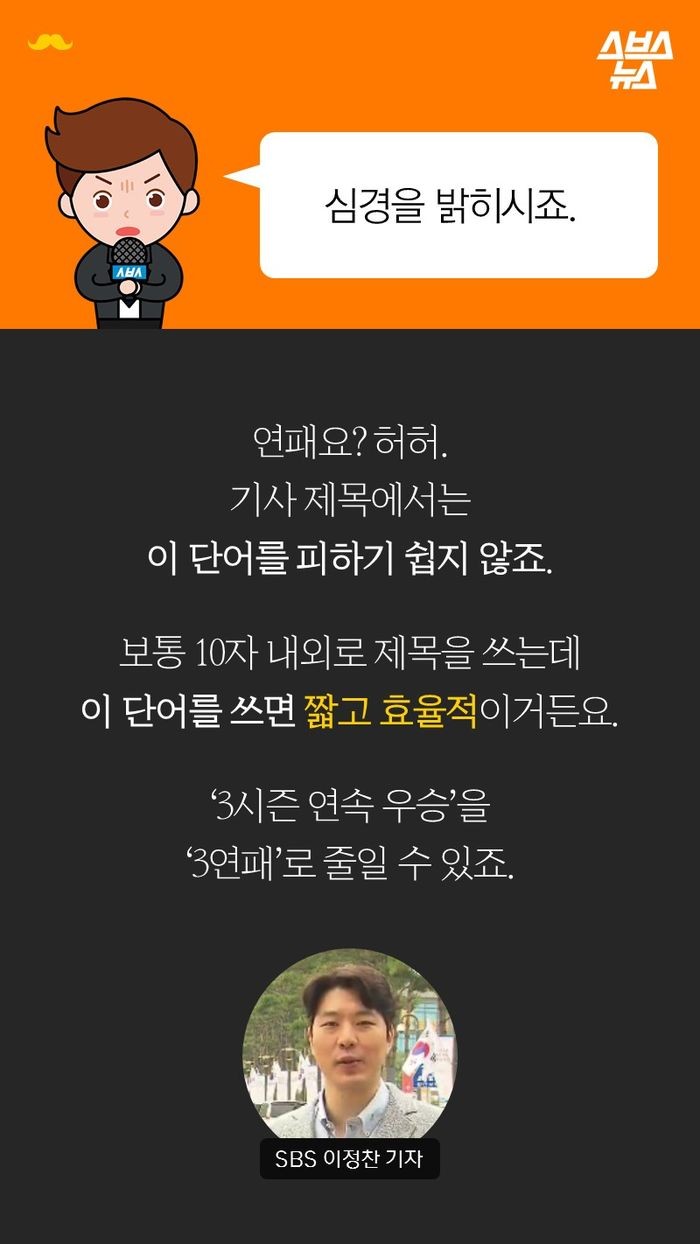 스브스
뉴스
심경을 밝히시죠.
SBS
연패요? 허허.
기사 제목에서는
이 단어를 피하기 쉽지 않죠.
보통 10자 내외로 제목을 쓰는데
이 단어를 쓰면 짧고 효율적이거든요.
‘3시즌 연속 우승’을
‘3연패’로 줄일 수 있죠.
SBS 이정찬 기자